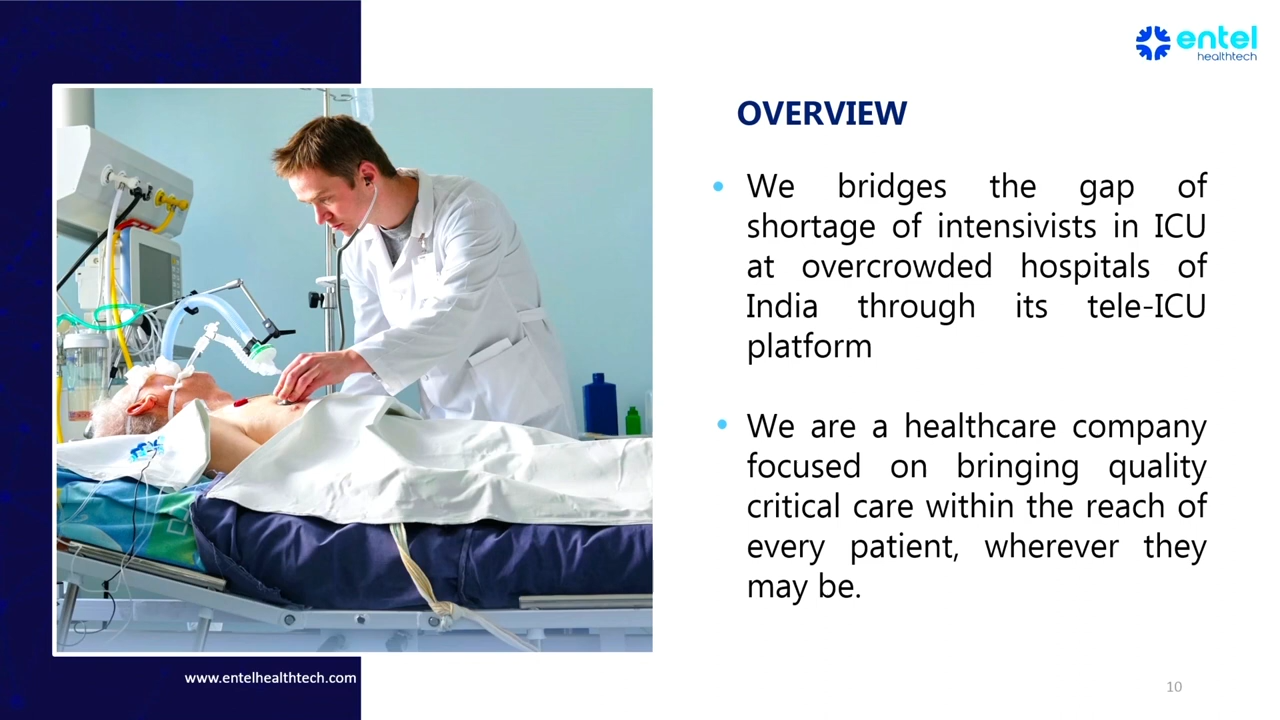 entel
healthtech
OVERVIEW
• We bridges the gap of
shortage of intensivists in ICU
at overcrowded hospitals of
India through its tele-ICU
platform
• We are a healthcare company
focused on bringing quality
critical care within the reach of
every patient, wherever they
may be.
www.entelhealthtech.com
10